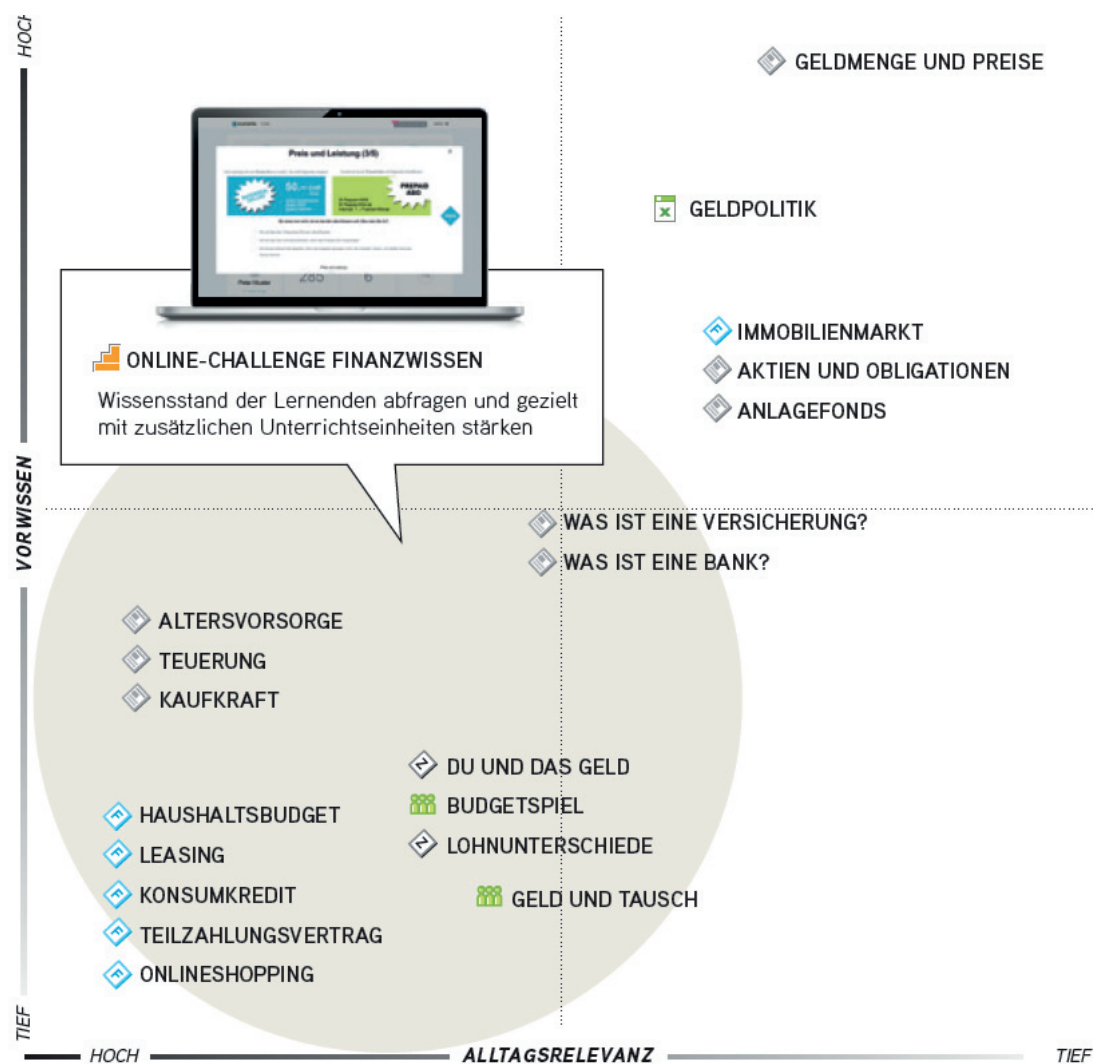 HOCH
GELDMENGE UND PREISE
Preis und Leistung (3/5)
PREPAID
ABO
285
GELDPOLITIK
IMMOBILIENMARKT
AKTIEN UND OBLIGATIONEN
ANLAGEFONDS
ONLINE-CHALLENGE FINANZWISSEN
Wissensstand der Lernenden abfragen und gezielt
mit zusätzlichen Unterrichtseinheiten stärken
VORWISSEN
WAS IST EINE VERSICHERUNG?
WAS IST EINE BANK?
ALTERSVORSORGE
TEUERUNG
KAUFKRAFT
DU UND DAS GELD
BUDGETSPIEL
LOHNUNTERSCHIEDE
GELD UND TAUSCH
HAUSHALTSBUDGET
LEASING
KONSUMKREDIT
TEILZAHLUNGSVERTRAG
ONLINESHOPPING
TIEF
HOCH
ALLTAGSRELEVANZ
TIEF